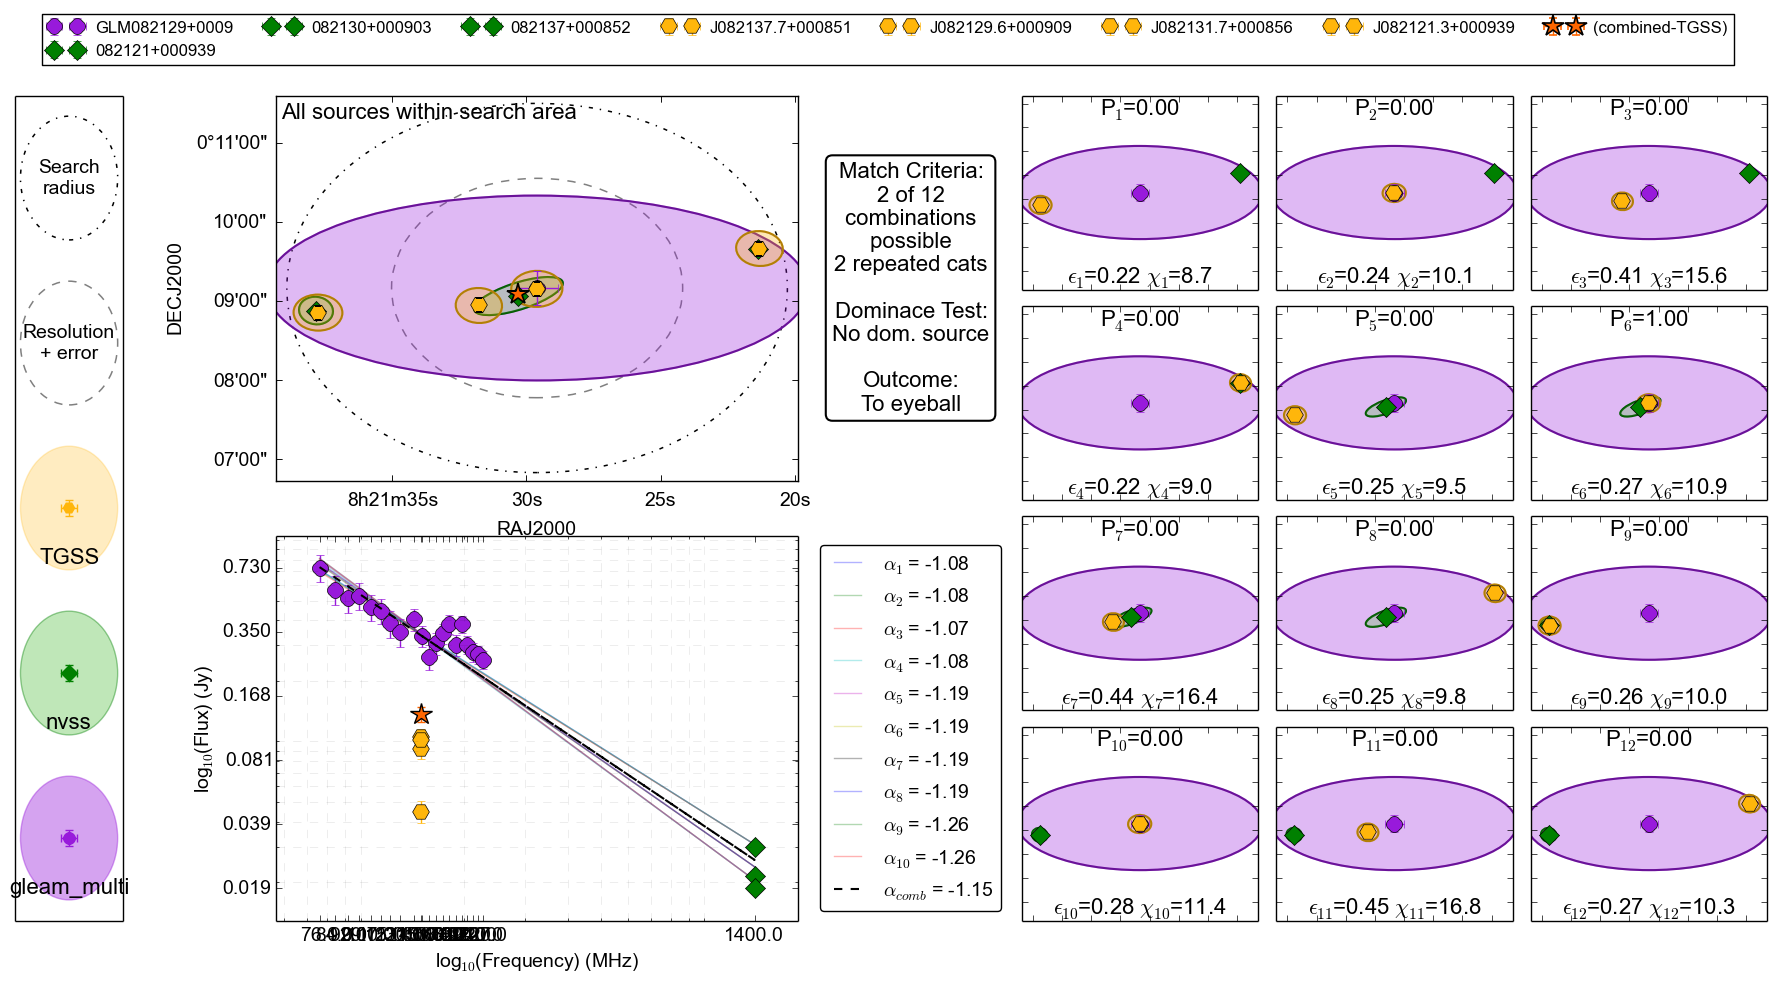 GLM082129+0009 082130+000903 082137+000852 J082137.7+000851 J082129.6+000909 J082131.7+000856 J082121.3+000939 (combined-TGSS)
082121+000939
Search
radius
Resolution
+ error
TGSS
nvss
gleam_multi
All sources within search area
0°11'00"
10'00"
09'00"
08'00"
07'00"
DECJ2000
8h21m35s 30s 25s 20s
RAJ2000
Match Criteria:
2 of 12
combinations
possible
2 repeated cats
Dominace Test:
No dom. source
Outcome:
To eyeball
0.730
0.350
0.168
0.081
0.039
0.019
log10(Flux) (Jy)
1400.0
log10(Frequency) (MHz)
α1 = -1.08
α2 = -1.08
α3 = -1.07
α4 = -1.08
α5 = -1.19
α6 = -1.19
α7 = -1.19
α8 = -1.19
α9 = -1.26
α10 = -1.26
αcomb = -1.15
P1=0.00
ϵ1=0.22 χ1=8.7
P2=0.00
ϵ2=0.24 χ2=10.1
P3=0.00
ϵ3=0.41 χ3=15.6
P4=0.00
ϵ4=0.22 χ4=9.0
P5=0.00
ϵ5=0.25 χ5=9.5
P6=1.00
ϵ6=0.27 χ6=10.9
P7=0.00
ϵ7=0.44 χ7=16.4
P8=0.00
ϵ8=0.25 χ8=9.8
P9=0.00
ϵ9=0.26 χ9=10.0
P10=0.00
ϵ10=0.28 χ10=11.4
P11=0.00
ϵ11=0.45 χ11=16.8
P12=0.00
ϵ12=0.27 χ12=10.3